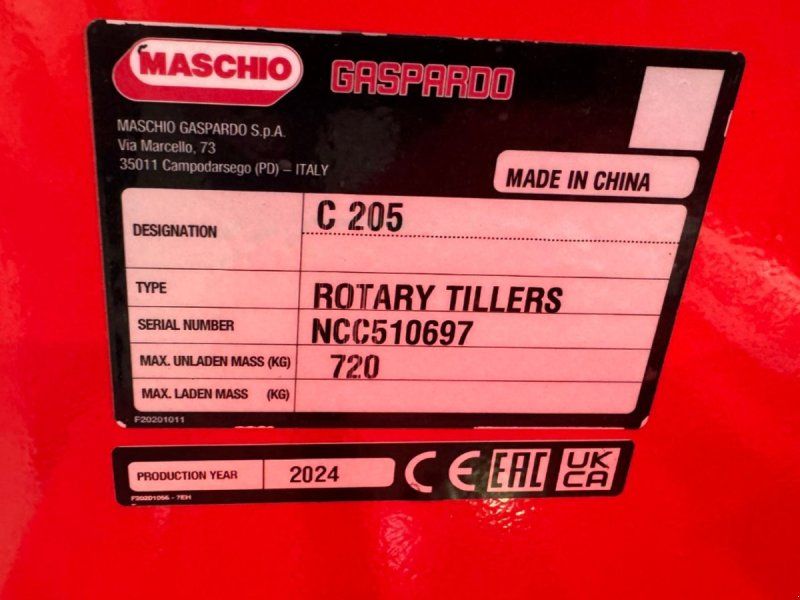 MASCHIO GASPARDO
MASCHIO GASPARDO S.p.A.
Via Marcello, 73
35011 Campodarsego (PD) – ITALY
MADE IN CHINA
DESIGNATION C 205
TYPE ROTARY TILLERS
SERIAL NUMBER NCC510697
MAX. UNLADEN MASS (KG) 720
MAX. LADEN MASS (KG)
F20201011
PRODUCTION YEAR 2024 CE EAC UK
CA
F20201056 - 7EH